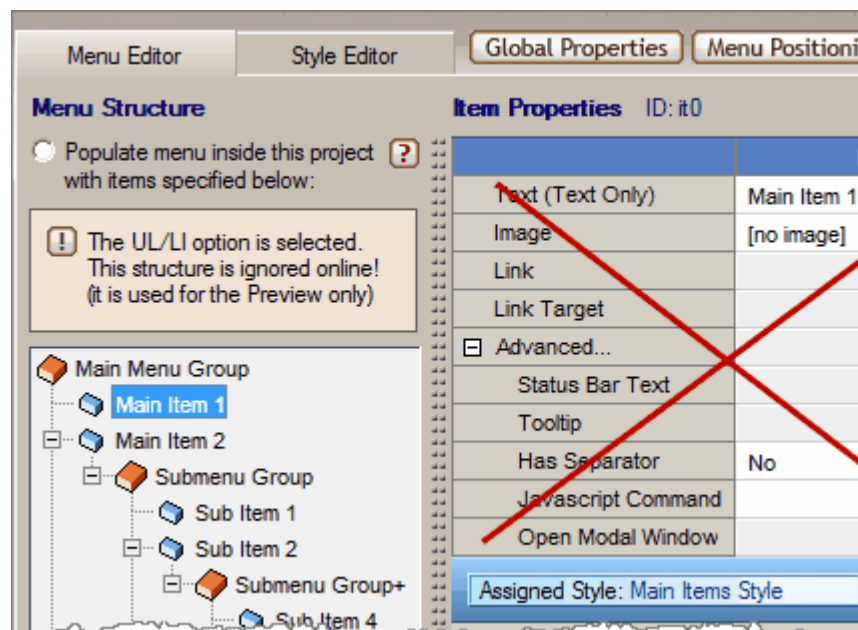 Menu Editor
Style Editor
Global Properties
Menu Positioni
Menu Structure
Populate menu inside this project
with items specified below:
?
!
The UL/LI option is selected.
This structure is ignored online!
(it is used for the Preview only)
Main Menu Group
Main Item 1
Main Item 2
Submenu Group
Sub Item 1
Sub Item 2
Submenu Group+
Sub Item 4
Item Properties ID: it0
Text (Text Only) Main Item 1
Image [no image]
Link
Link Target
Advanced...
Status Bar Text
Tooltip
Has Separator No
Javascript Command
Open Modal Window
Assigned Style: Main Items Style